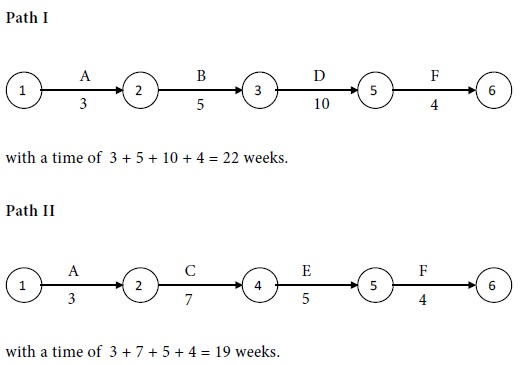 Path I
A B D F
1 2 3 5 6
3 5 10 4
with a time of 3 + 5 + 10 + 4 = 22 weeks.
Path II
A C E F
1 2 4 5 6
3 7 5 4
with a time of 3 + 7 + 5 + 4 = 19 weeks.